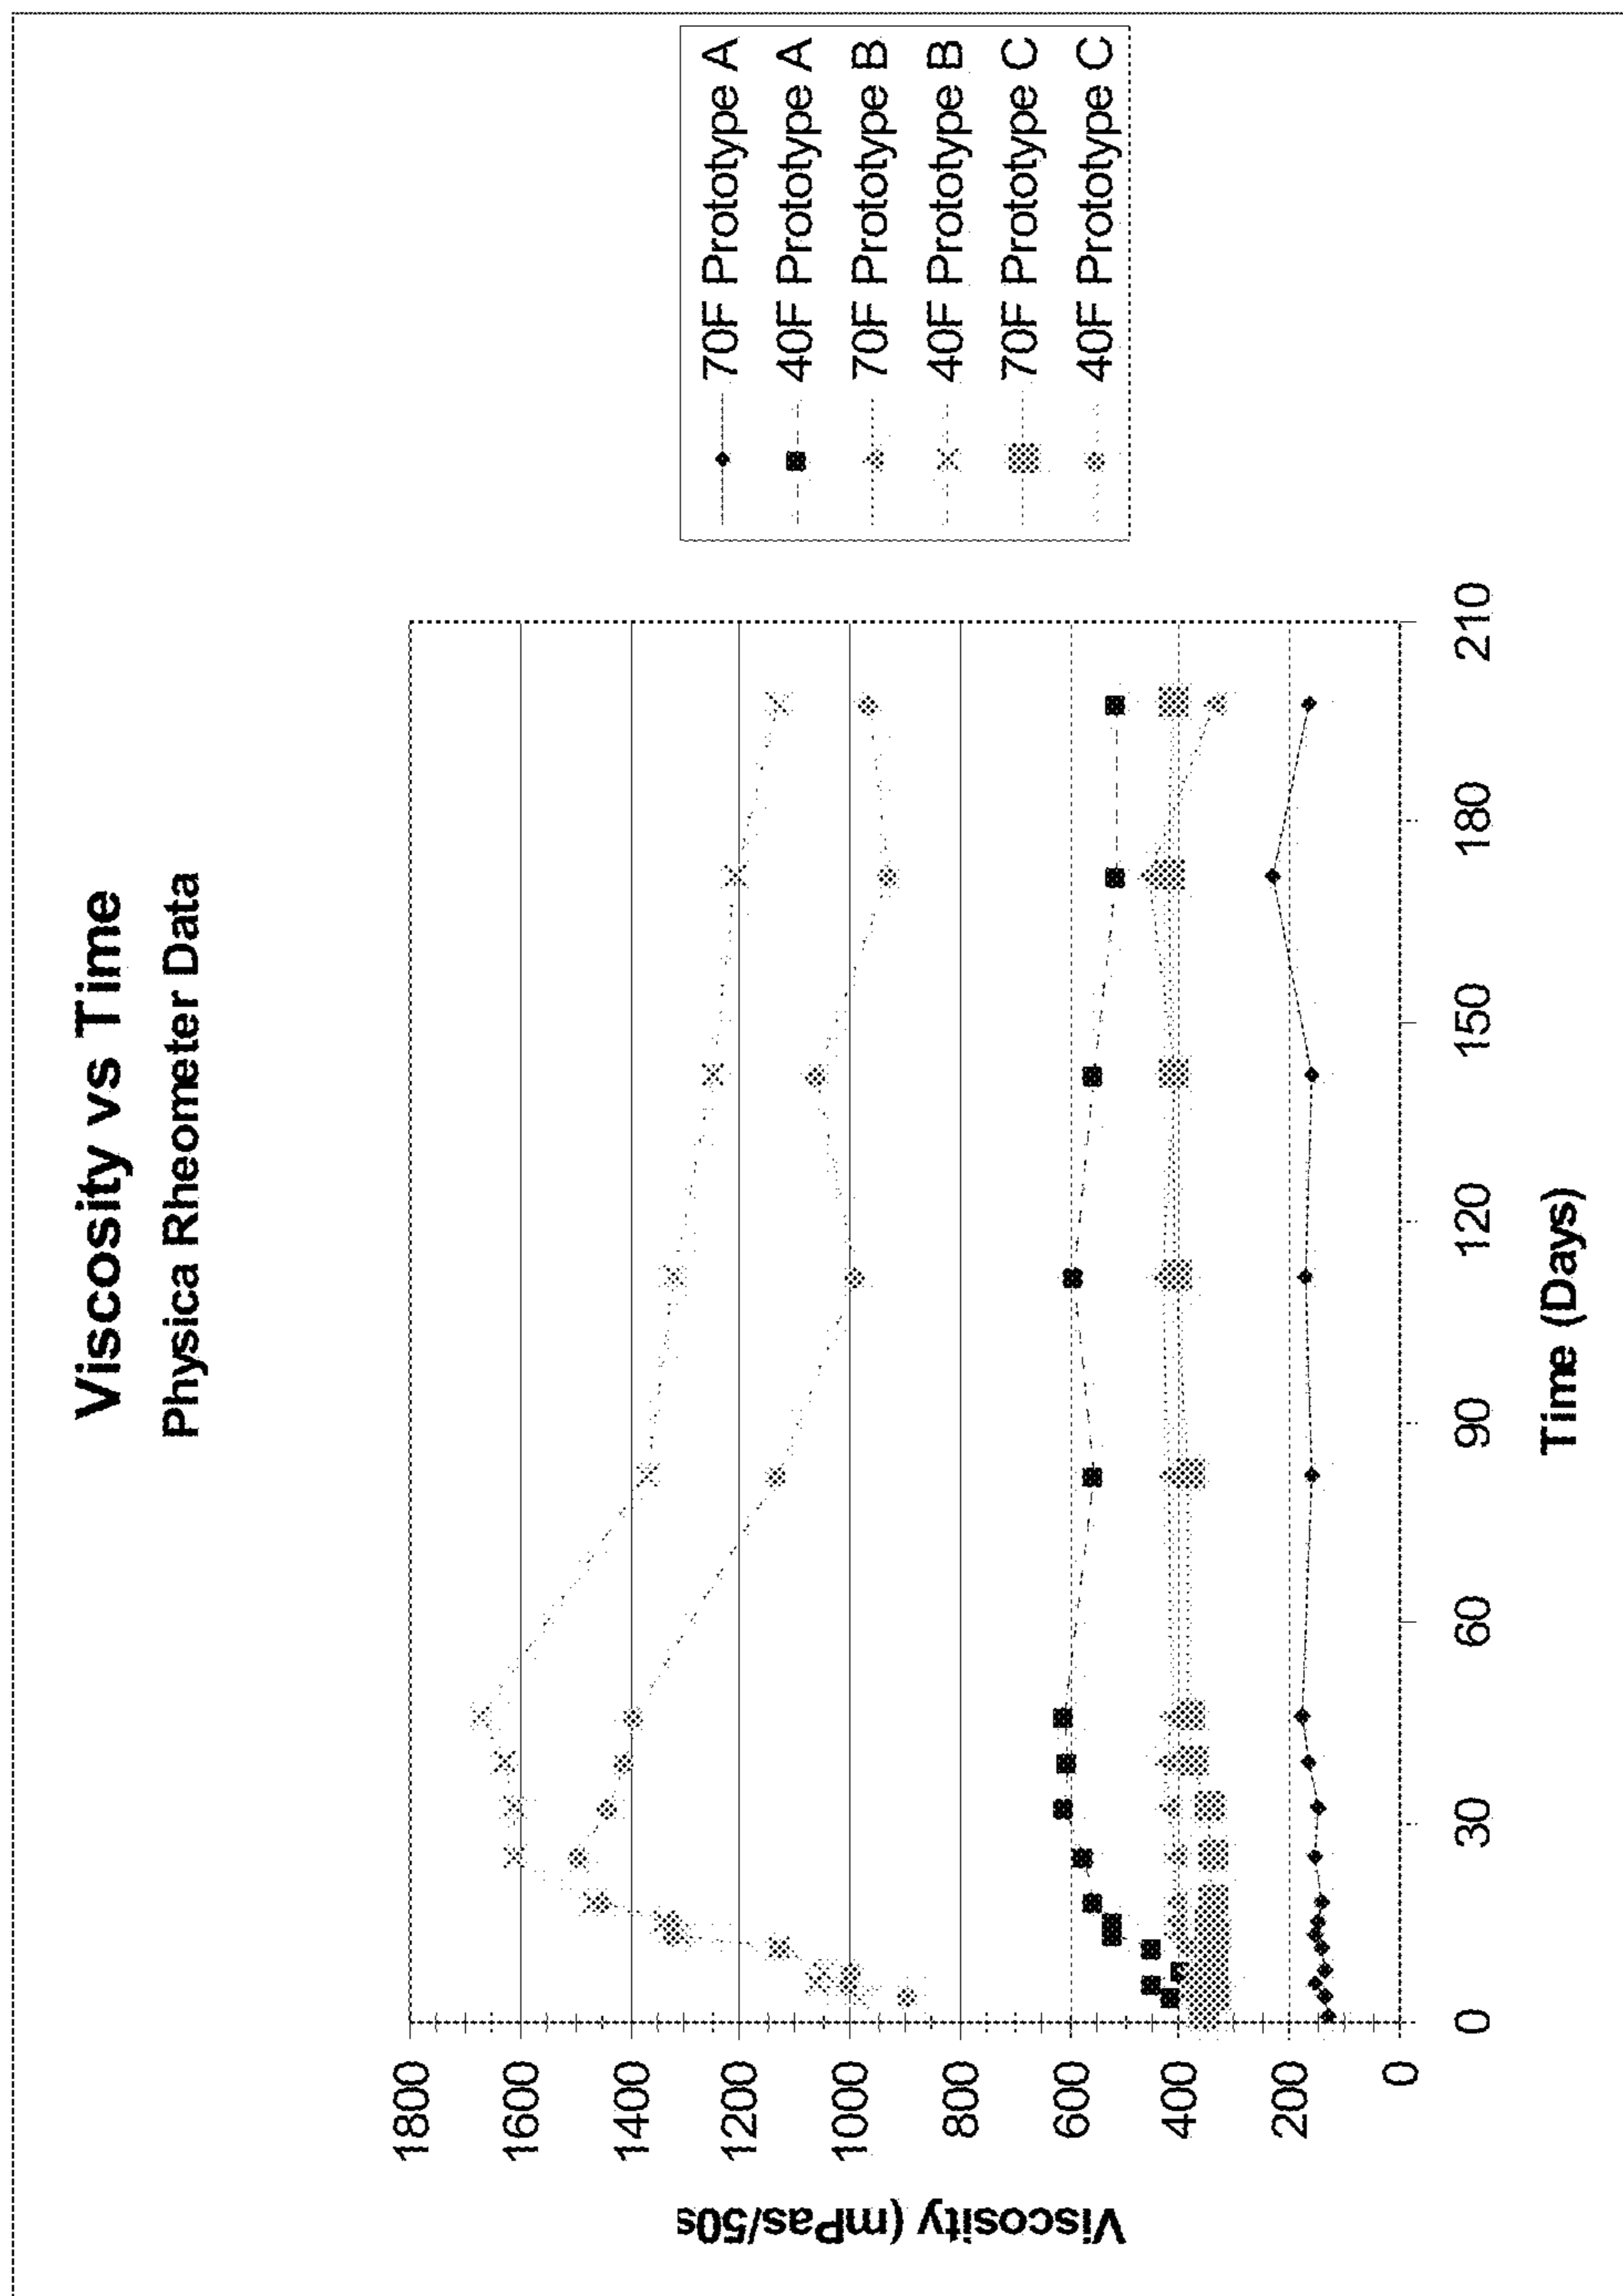 Viscosity vs Time
Physica Rheometer Data
Viscosity (mPas/50s
1800
1600
1400
1200
1000
800
600
400
200
0
0
30
60
90
120
150
180
210
Time (Days)
70F Prototype A
40F Prototype A
70F Prototype B
40F Prototype B
70F Prototype C
40F Prototype C